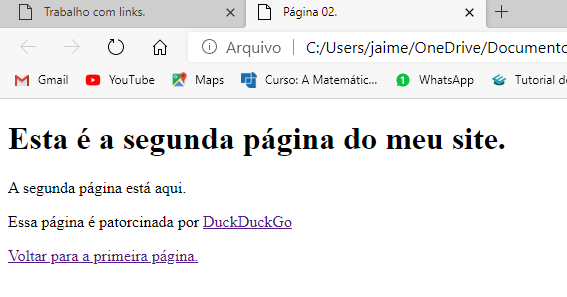 Trabalho com links.
Página 02.
Arquivo
C:/Users/jaime/OneDrive/Documento
Gmail
YouTube
Maps
Curso: A Matemátic...
1
WhatsApp
Tutorial d
Esta é a segunda página do meu site.
A segunda página está aqui.
Essa página é patorcinada por DuckDuckGo
Voltar para a primeira página.